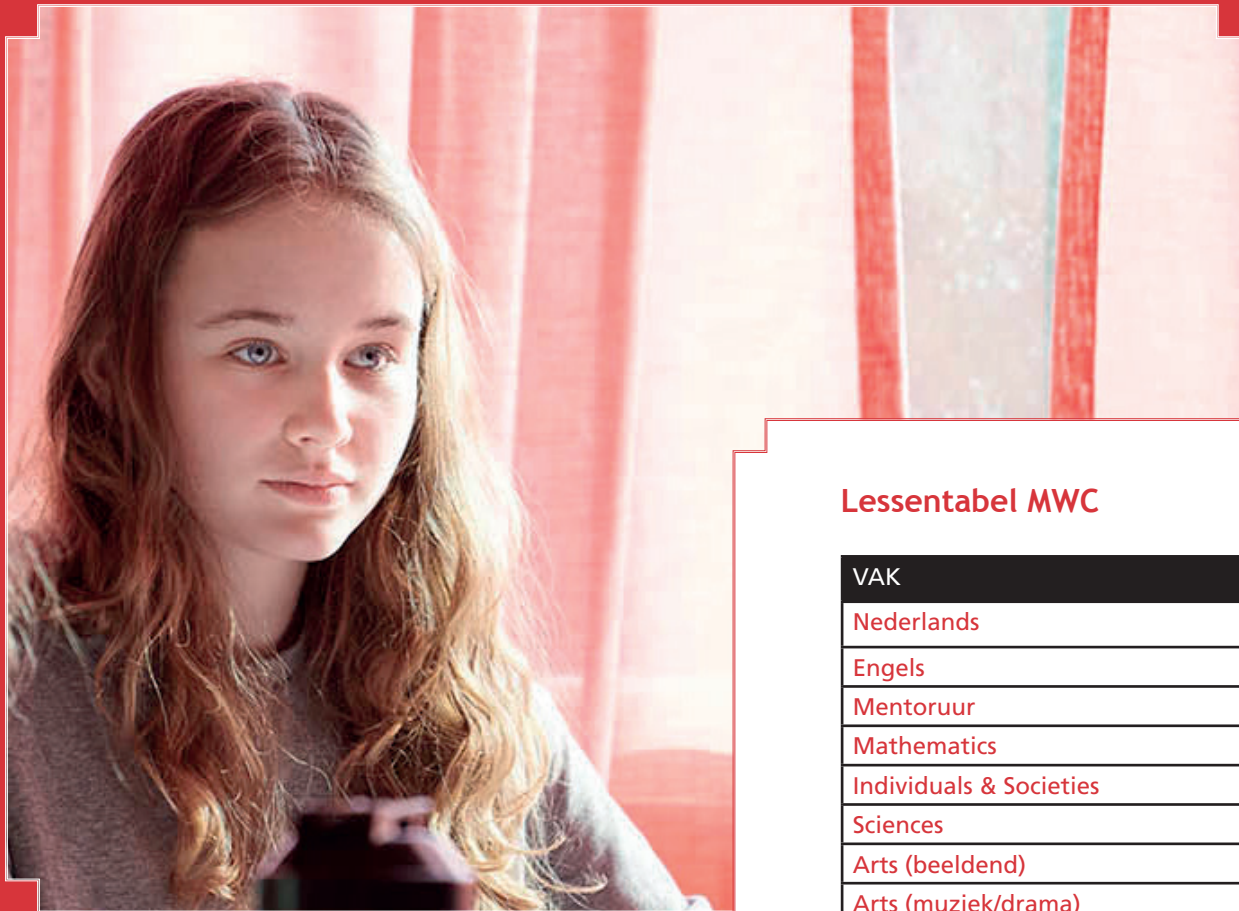 Lessentabel MWC
VAK
Nederlands
Engels
Mentoruur
Mathematics
Individuals & Societies
Sciences
Arts (beeldend)
Arts (muziek/drama)